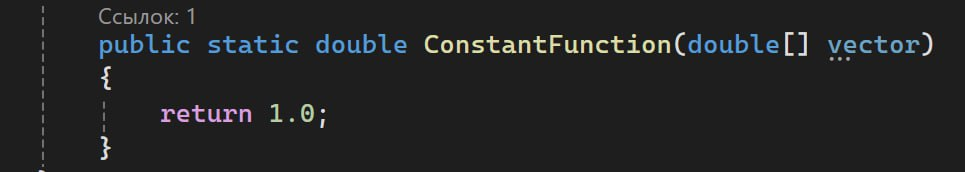 Ссылок: 1
public static double ConstantFunction(double[] vector)
{
return 1.0;
}